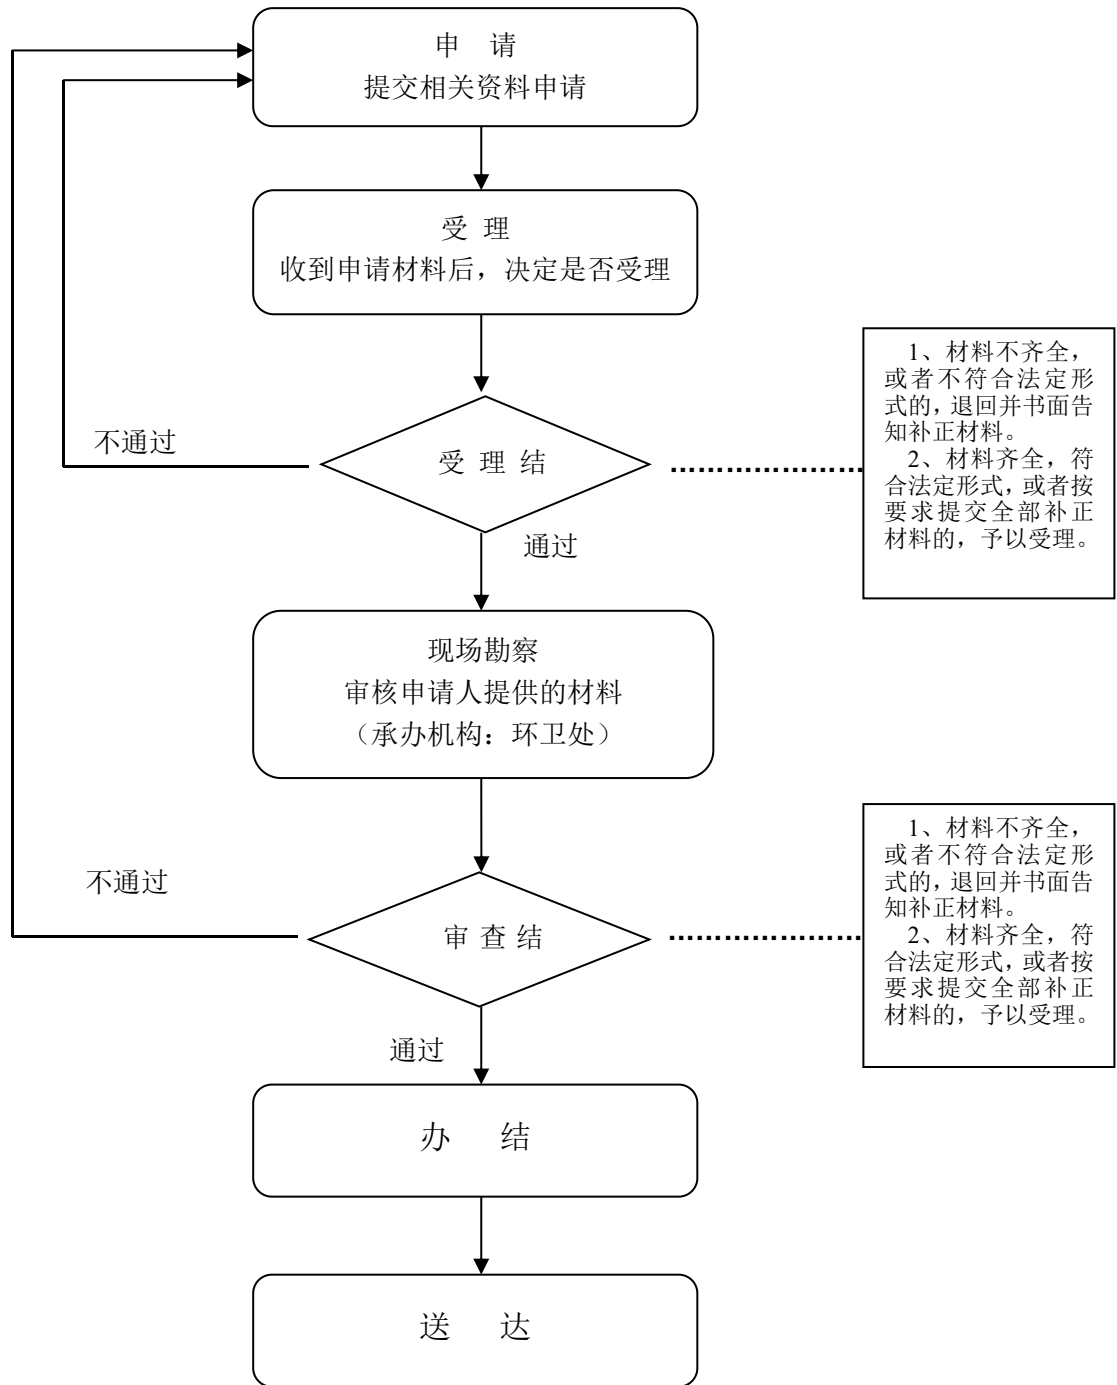 申 请
提交相关资料申请
受 理
收到申请材料后，决定是否受理
1、材料不齐全，
或者不符合法定形
式的，退回并书面告
知补正材料。
2、材料齐全，符
合法定形式，或者按
要求提交全部补正
材料的，予以受理。
不通过
受 理 结
通过
现场勘察
审核申请人提供的材料
（承办机构：环卫处）
1、材料不齐全，
或者不符合法定形
式的，退回并书面告
知补正材料。
2、材料齐全，符
合法定形式，或者按
要求提交全部补正
材料的，予以受理。
不通过
审 查 结
通过
办 结
送 达